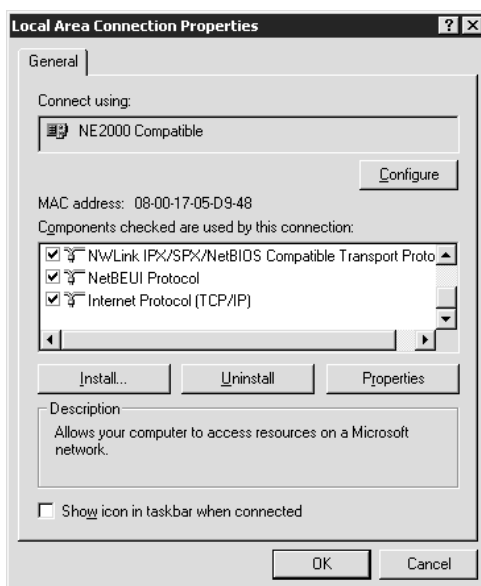 Local Area Connection Properties
General
Connect using:
NE2000 Compatible
Configure
MAC address: 08-00-17-05-D9-48
Components checked are used by this connection:
NWLink IPX/SPX/NetBIOS Compatible Transport Proto
NetBEUI Protocol
Internet Protocol (TCP/IP)
Install... Uninstall Properties
Description
Allows your computer to access resources on a Microsoft
network.
Show icon in taskbar when connected
OK Cancel